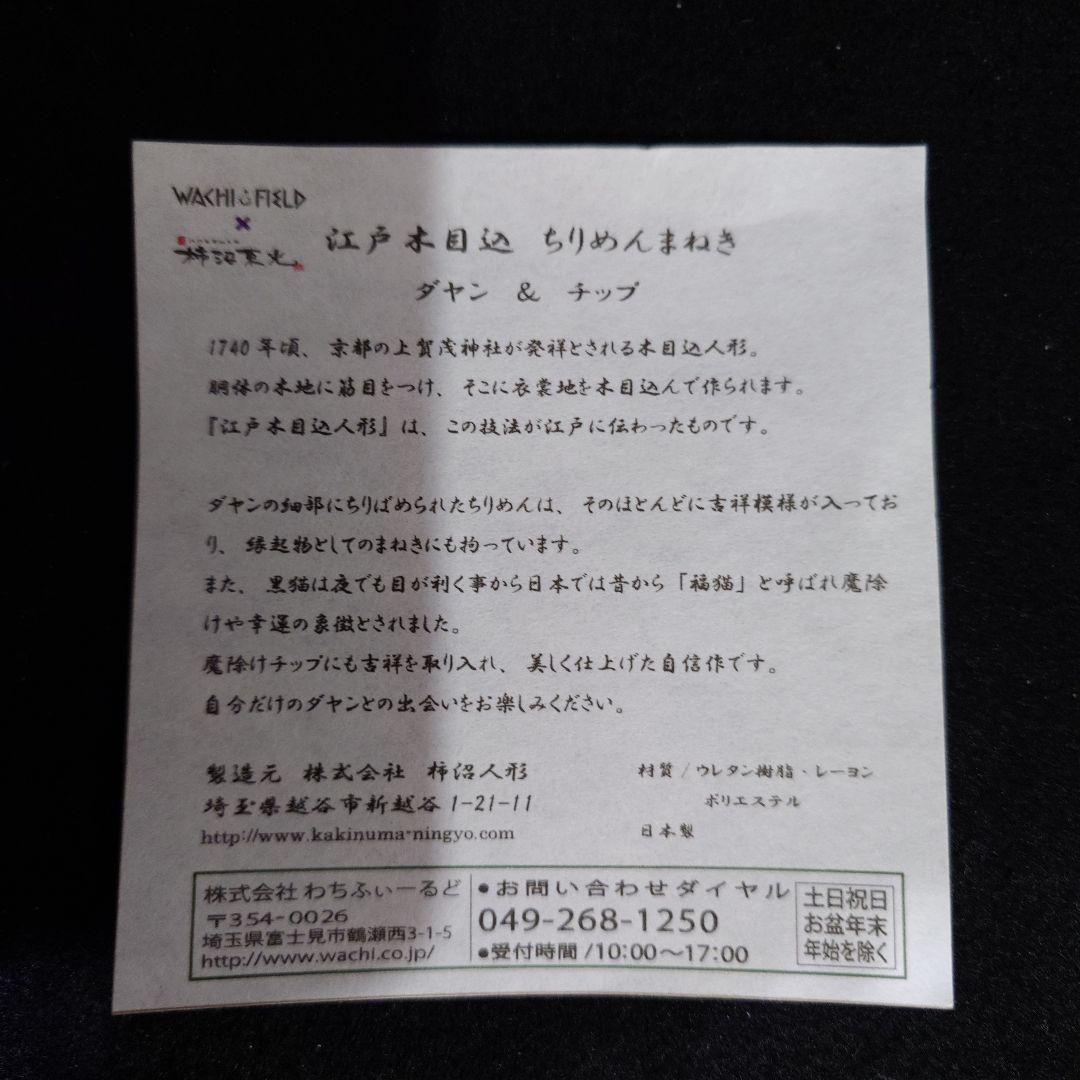 WACHI FIELD
×
柿沼東光
江戸木目込 ちりめんまねき
ダヤン & チップ
1740年頃、京都の上賀茂神社が発祥とされる木目込人形。
胴体の木地に筋目をつけ、そこに衣裳地を木目込んで作られます。
『江戸木目込人形』は、この技法が江戸に伝わったものです。
ダヤンの細部にちりばめられたちりめんは、そのほとんどに吉祥模様が入ってお
り、縁起物としてのまねきにも拘っています。
また、黒猫は夜でも目が利く事から日本では昔から「福猫」と呼ばれ魔除
けや幸運の象徴とされました。
魔除けチップにも吉祥を取り入れ、美しく仕上げた自信作です。
自分だけのダヤンとの出会いをお楽しみください。
製造元 株式会社 柿沼人形
埼玉県越谷市新越谷1-21-11
http://www.kakinuma-ningyo.com
材質/ウレタン樹脂・レーヨン
ポリエステル
日本製
株式会社 わちふぃーるど
〒354-0026
埼玉県富士見市鶴瀬西3-1-5
http://www.wachi.co.jp/
●お問い合わせダイヤル
049-268-1250
●受付時間/10:00〜17:00
土日祝日
お盆年末
年始を除く